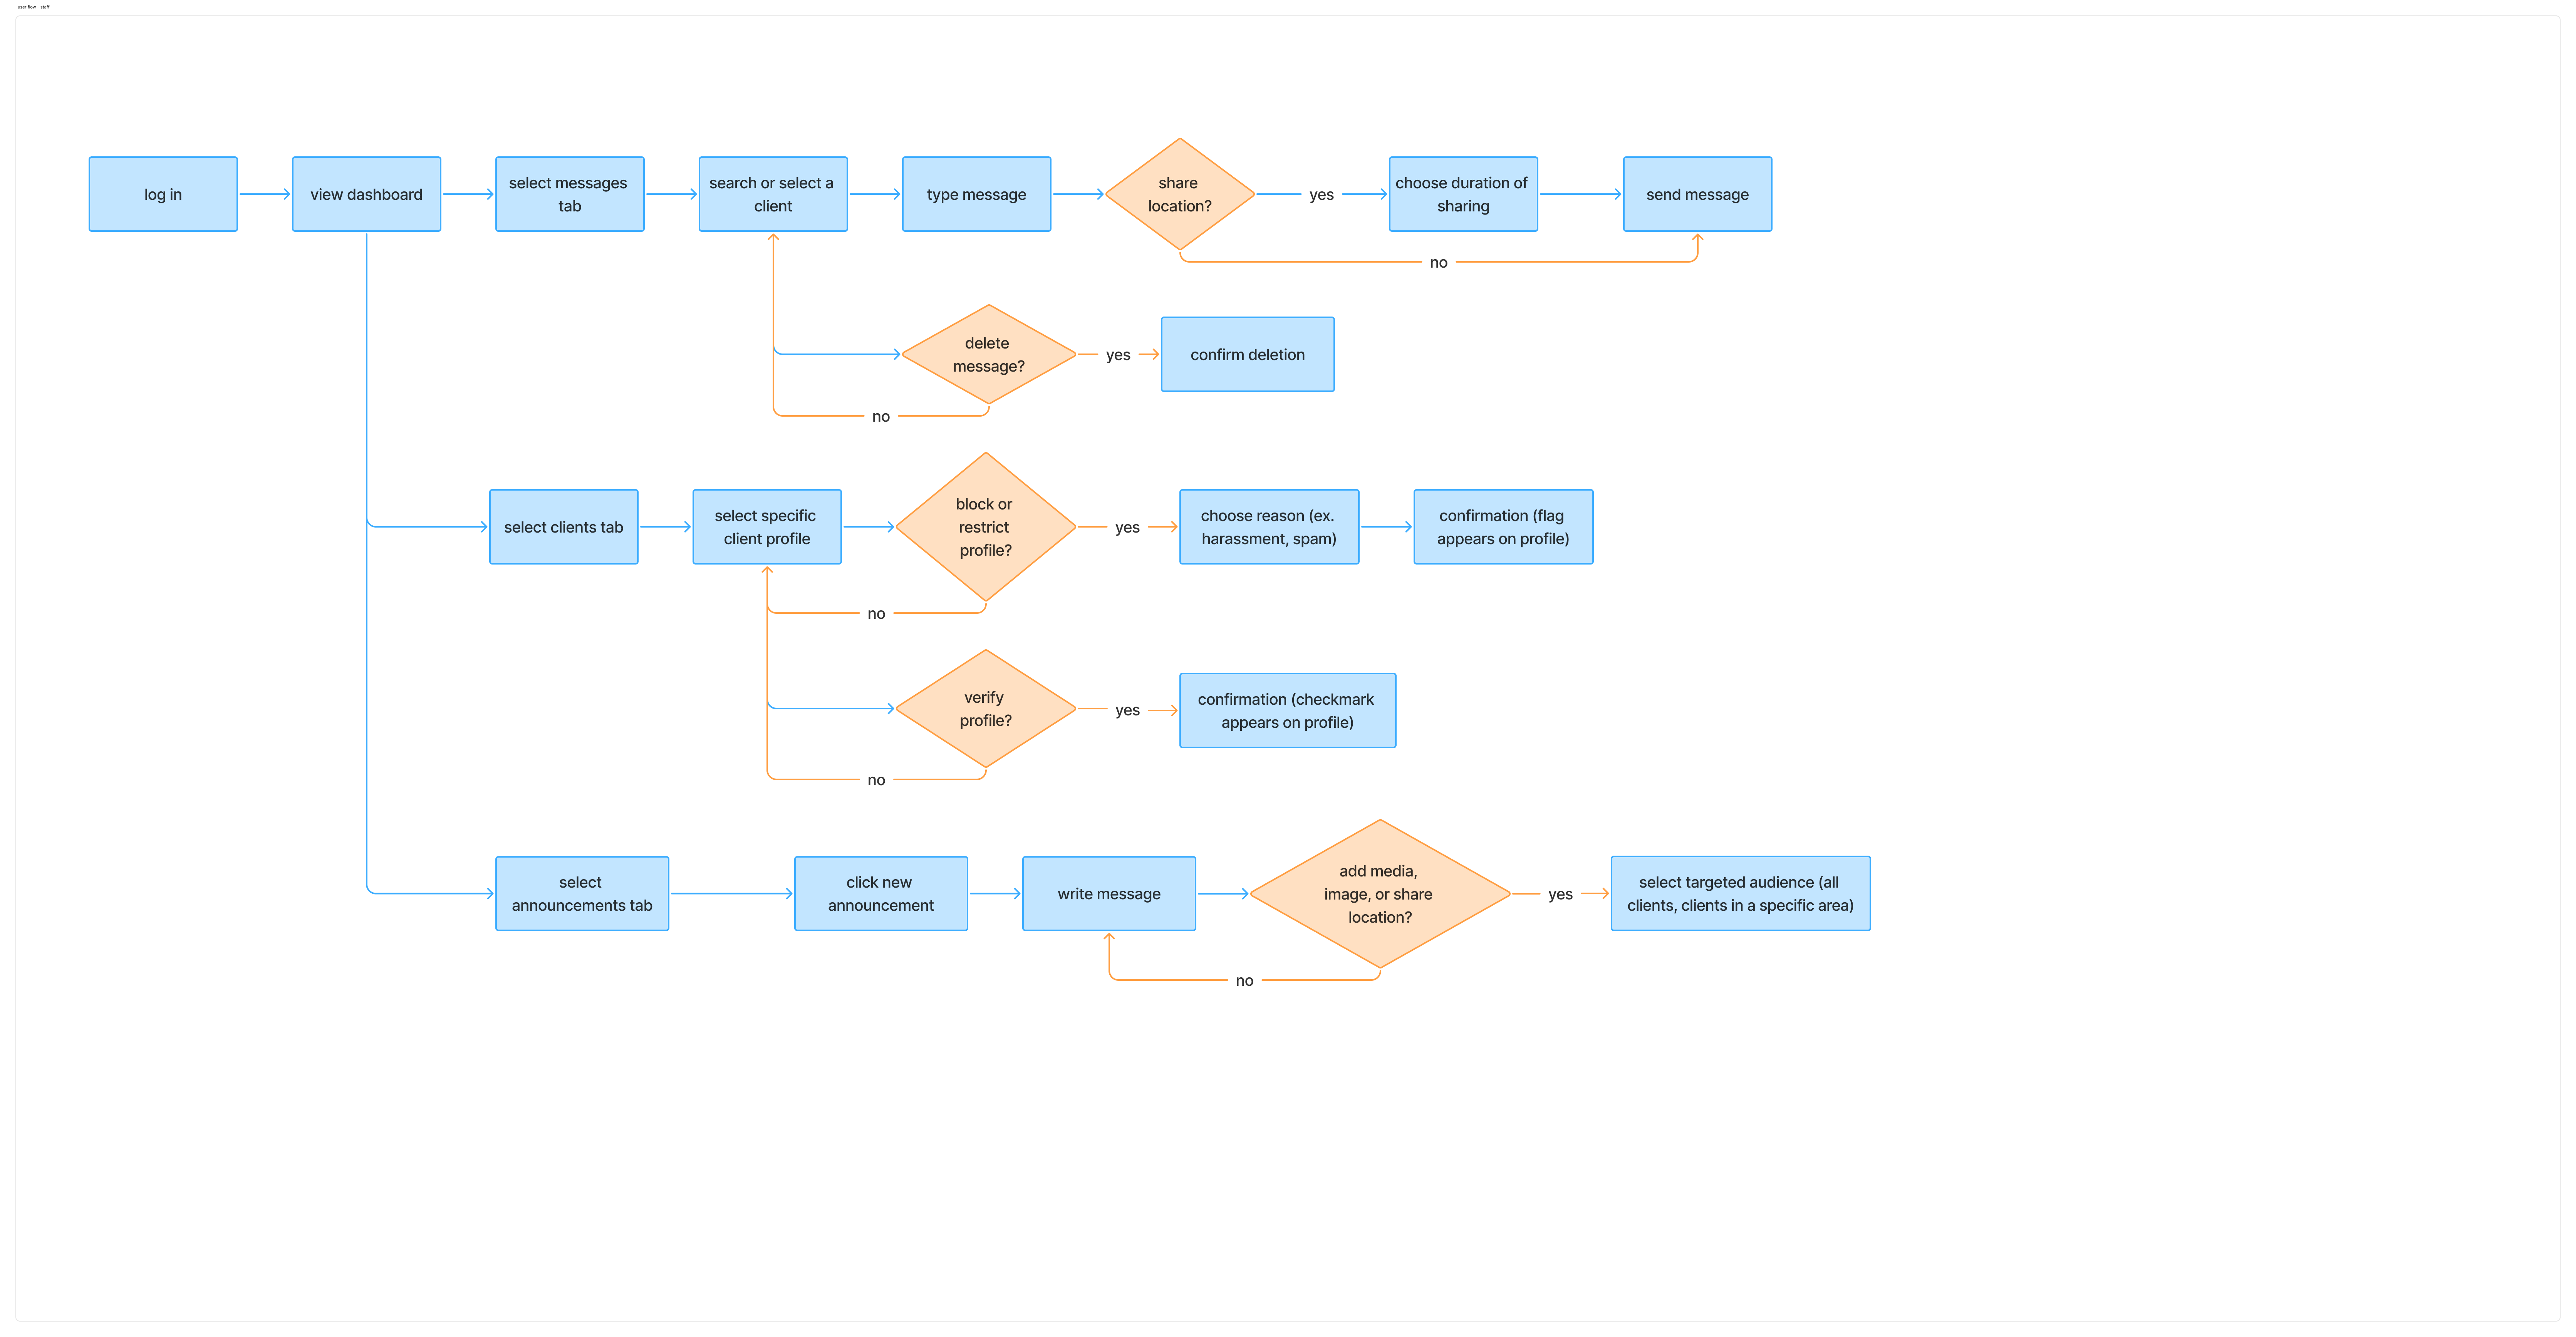 user flow - staff
log in
view dashboard
select messages
tab
search or select a
client
type message
share
location?
yes
choose duration of
sharing
send message
no
delete
message?
yes
confirm deletion
no
select clients tab
select specific
client profile
block or
restrict
profile?
yes
choose reason (ex.
harassment, spam)
confirmation (flag
appears on profile)
no
verify
profile?
yes
confirmation (checkmark
appears on profile)
no
select
announcements tab
click new
announcement
write message
add media,
image, or share
location?
yes
select targeted audience (all
clients, clients in a specific area)
no